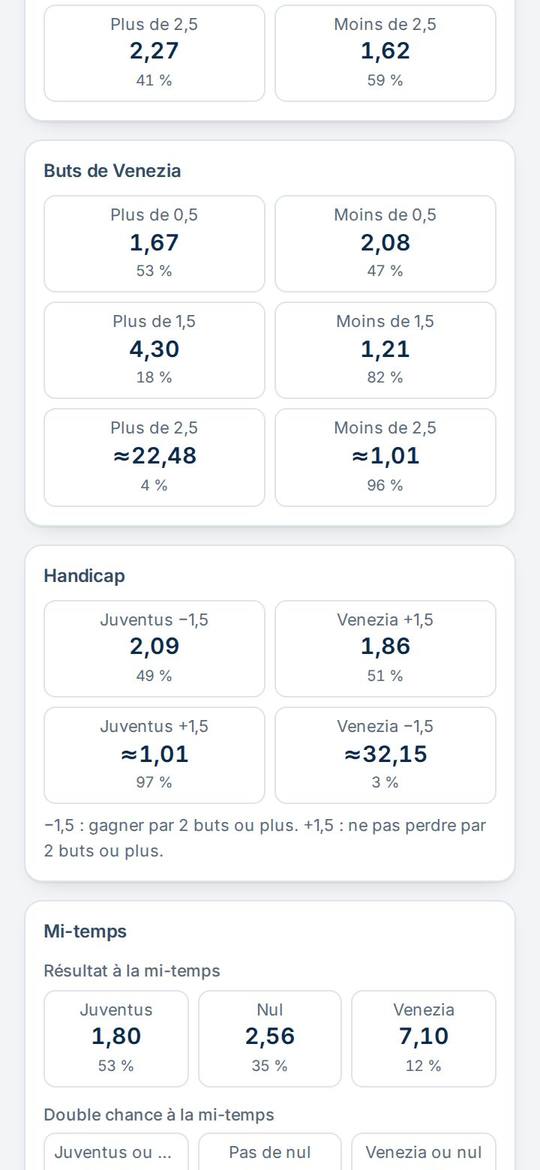 Plus de 2,5
Moins de 2,5
2,27
1,62
41 %
59 %
Buts de Venezia
Plus de 0,5
Moins de 0,5
1,67
2,08
53 %
47 %
Plus de 1,5
Moins de 1,5
4,30
1,21
18 %
82 %
Plus de 2,5
Moins de 2,5
≈22,48
≈1,01
4 %
96 %
Handicap
Juventus −1,5
Venezia +1,5
2,09
1,86
49 %
51 %
Juventus +1,5
Venezia −1,5
≈1,01
≈32,15
97 %
3 %
−1,5 : gagner par 2 buts ou plus. +1,5 : ne pas perdre par
2 buts ou plus.
Mi-temps
Résultat à la mi-temps
Juventus
Nul
Venezia
1,80
2,56
7,10
53 %
35 %
12 %
Double chance à la mi-temps
Juventus ou ...
Pas de nul
Venezia ou nul